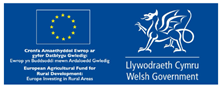 Cronfa Amaethyddol Ewrop ar
gyfer Datblygu Gwledig:
Ewrop yn Buddsoddi mewn Ardaloedd Gwledig
European Agricultural Fund for
Rural Development:
Europe Investing in Rural Areas
Llywodraeth Cymru
Welsh Government